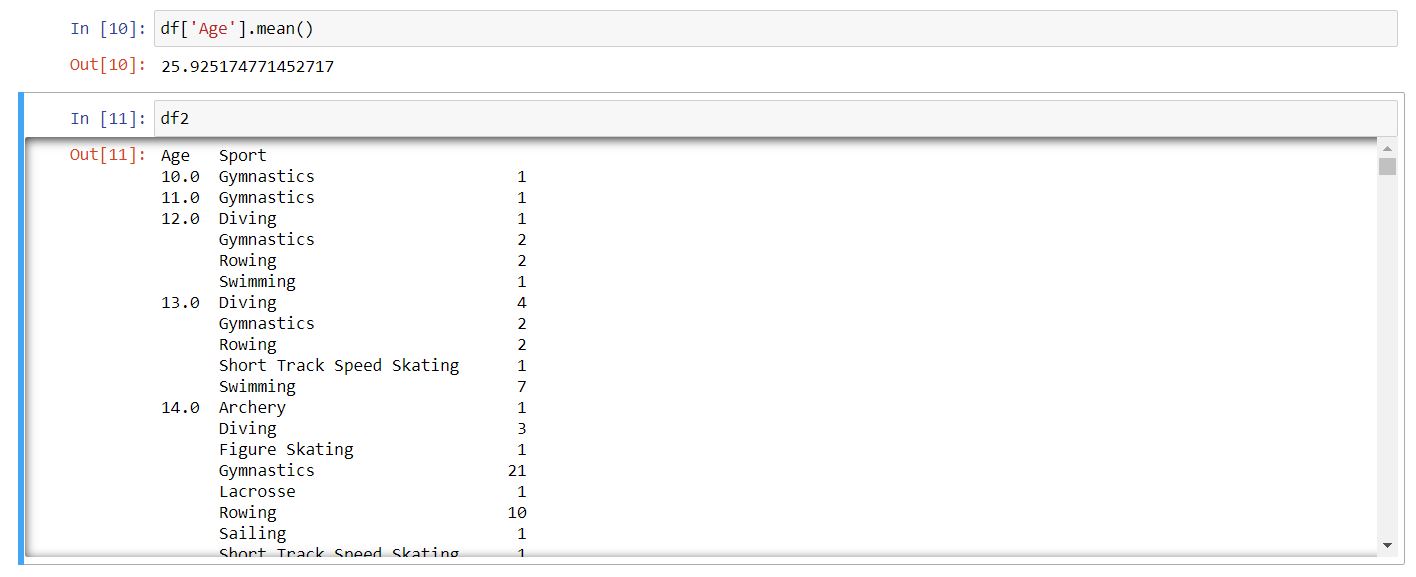 In [10]: df['Age'].mean()
Out[10]: 25.925174771452717
In [11]: df2
Out[11]: Age   Sport
10.0  Gymnastics                     1
11.0  Gymnastics                     1
12.0  Diving                         1
Gymnastics                     2
Rowing                         2
Swimming                       1
13.0  Diving                         4
Gymnastics                     2
Rowing                         2
Short Track Speed Skating      1
Swimming                       7
14.0  Archery                        1
Diving                         3
Figure Skating                 1
Gymnastics                    21
Lacrosse                       1
Rowing                        10
Sailing                        1
Short Track Speed Skating      1